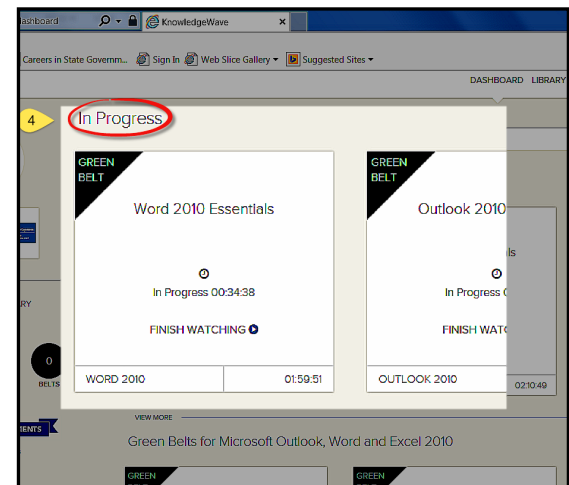 ashboard
KnowledgeWave
Careers in State Governm... Sign In Web Slice Gallery Suggested Sites
DASHBOARD LIBRARY
4
In Progress
GREEN BELT
Word 2010 Essentials
In Progress 00:34:38
FINISH WATCHING
WORD 2010 01:59:51
GREEN BELT
Outlook 2010
ls
In Progress
FINISH WATC
OUTLOOK 2010 02:10:49
RY
0
BELTS
MENTS
VIEW MORE
Green Belts for Microsoft Outlook, Word and Excel 2010
GREEN
GREEN